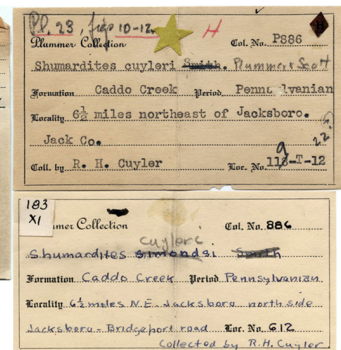 P.P. 23, figs 10-12. H
Plummer Collection Col. No. P886
Shumardites cuyleri Smith. Plummer & Scott
Formation Caddo Creek Period Pennsylvanian
Locality 6½ miles northeast of Jacksboro.
Jack Co.
9
Coll. by R. H. Cuyler Loc. No. 118-T-12
183
XI
Plummer Collection Col. No. 886
cuyleri
Shumardites simondsi Smith
Formation Caddo Creek Period Pennsylvanian
Locality 6½ miles N.E. Jacksboro north side
Jacksboro - Bridgeport road Loc. No. 612
Collected by R.H. Cuyler